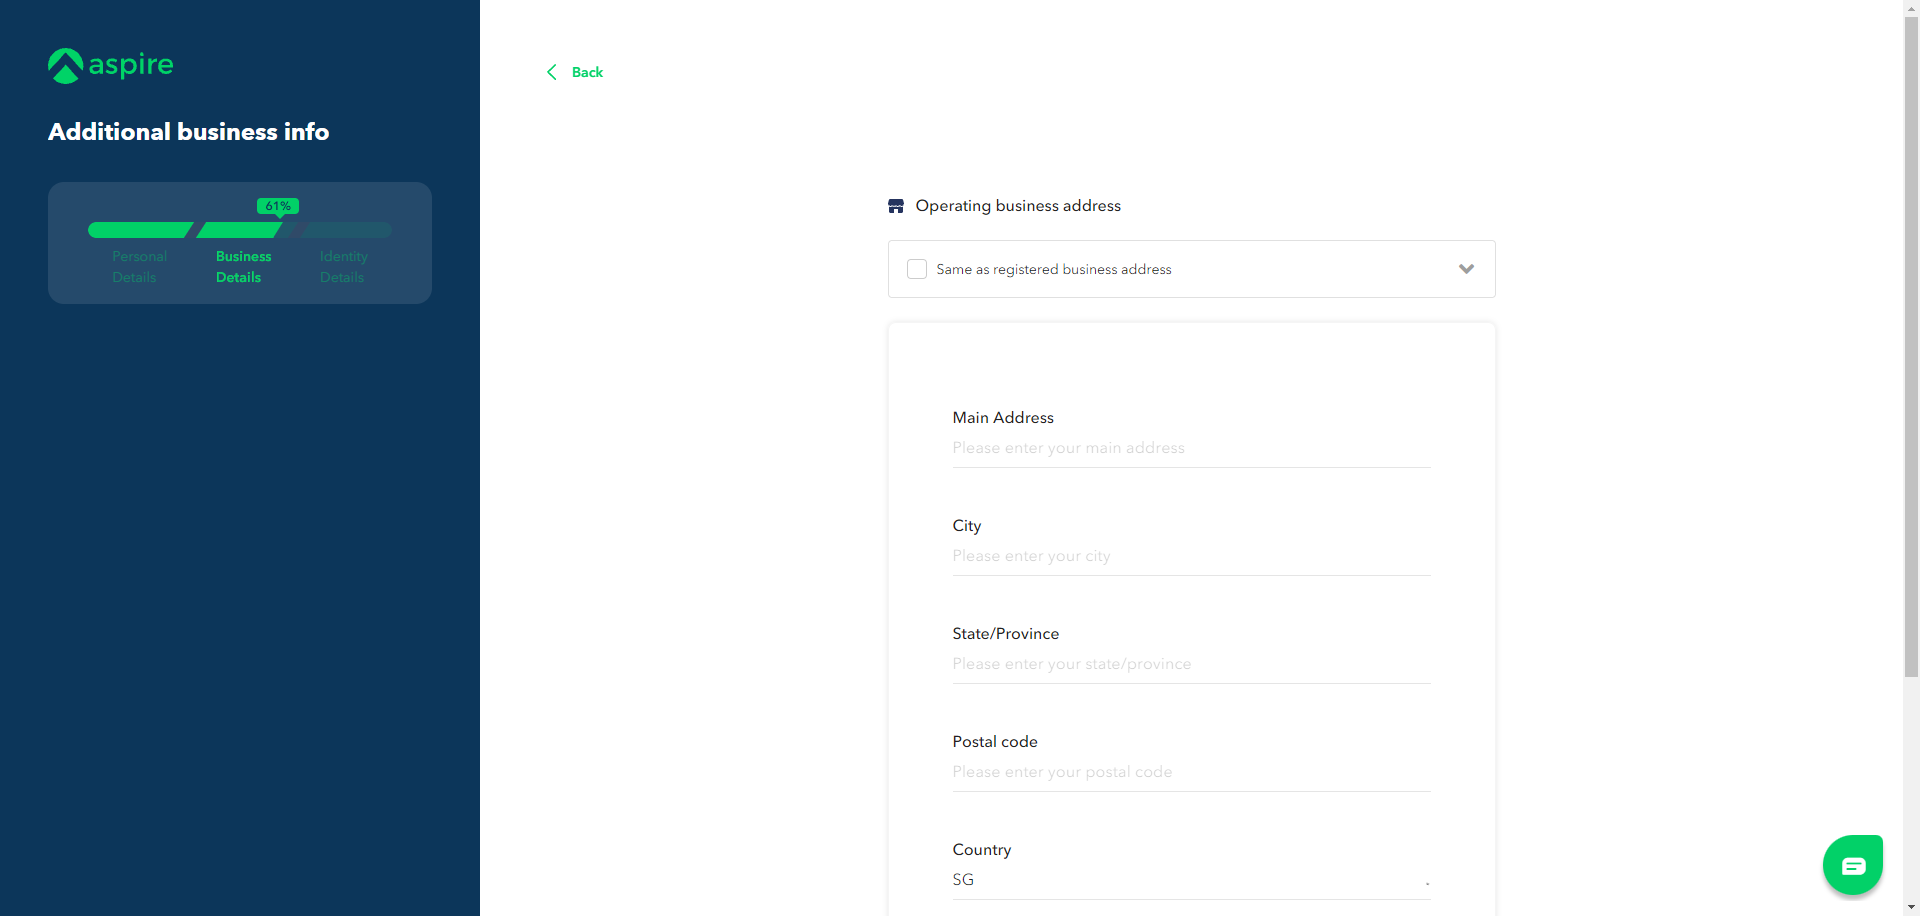 aspire
Additional business info
61%
Personal Details
Business Details
Identity Details
Back
Operating business address
Same as registered business address
Main Address
Please enter your main address
City
Please enter your city
State/Province
Please enter your state/province
Postal code
Please enter your postal code
Country
SG